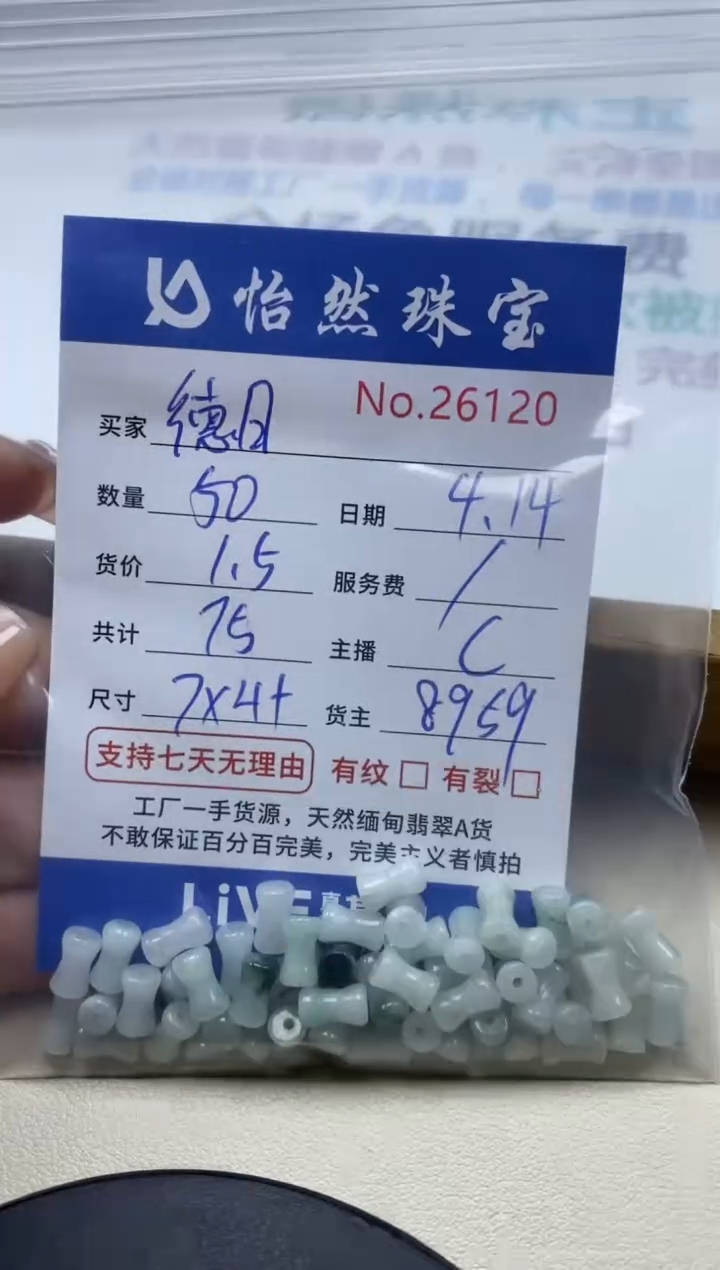 怡然珠宝
No.26120
买家 德月
数量 50 日期 4.14
货价 1.5 服务费 /
共计 75 主播 C
尺寸 7X4+ 货主 8959
支持七天无理由 有纹 □ 有裂 □
工厂一手货源，天然缅甸翡翠A货
不敢保证百分百完美，完美主义者慎拍
LiVE